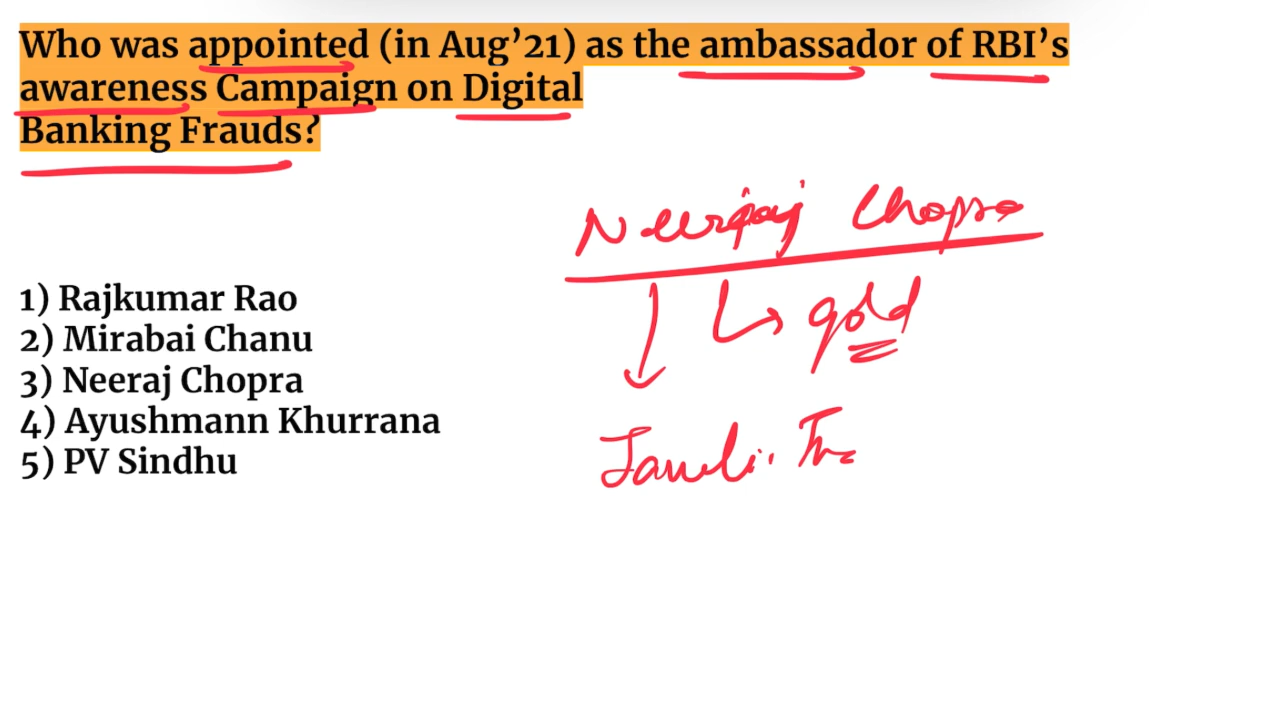 Who was appointed (in Aug’21) as the ambassador of RBI’s
awareness Campaign on Digital
Banking Frauds?
Neeraj Chopra
gold
1) Rajkumar Rao
2) Mirabai Chanu
3) Neeraj Chopra
4) Ayushmann Khurrana
5) PV Sindhu